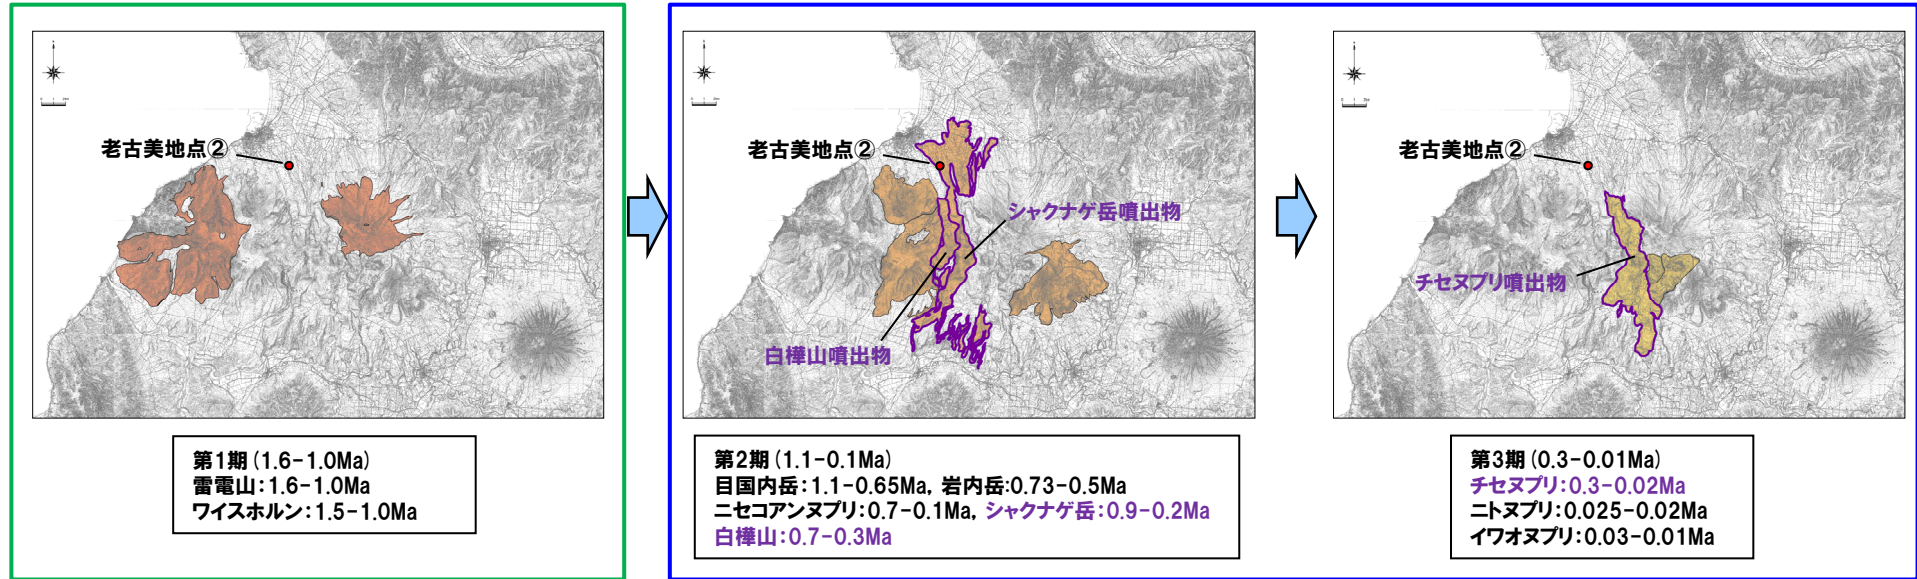 老古美地点②
第1期(1.6-1.0Ma)
雷電山:1.6-1.0Ma
ワイスホルン:1.5-1.0Ma
老古美地点②
シャクナゲ岳噴出物
白樺山噴出物
第2期(1.1-0.1Ma)
目国内岳:1.1-0.65Ma, 岩内岳:0.73-0.5Ma
ニセコアンヌプリ:0.7-0.1Ma, シャクナゲ岳:0.9-0.2Ma
白樺山:0.7-0.3Ma
老古美地点②
チセヌプリ噴出物
第3期(0.3-0.01Ma)
チセヌプリ:0.3-0.02Ma
ニトヌプリ:0.025-0.02Ma
イワオヌプリ:0.03-0.01Ma